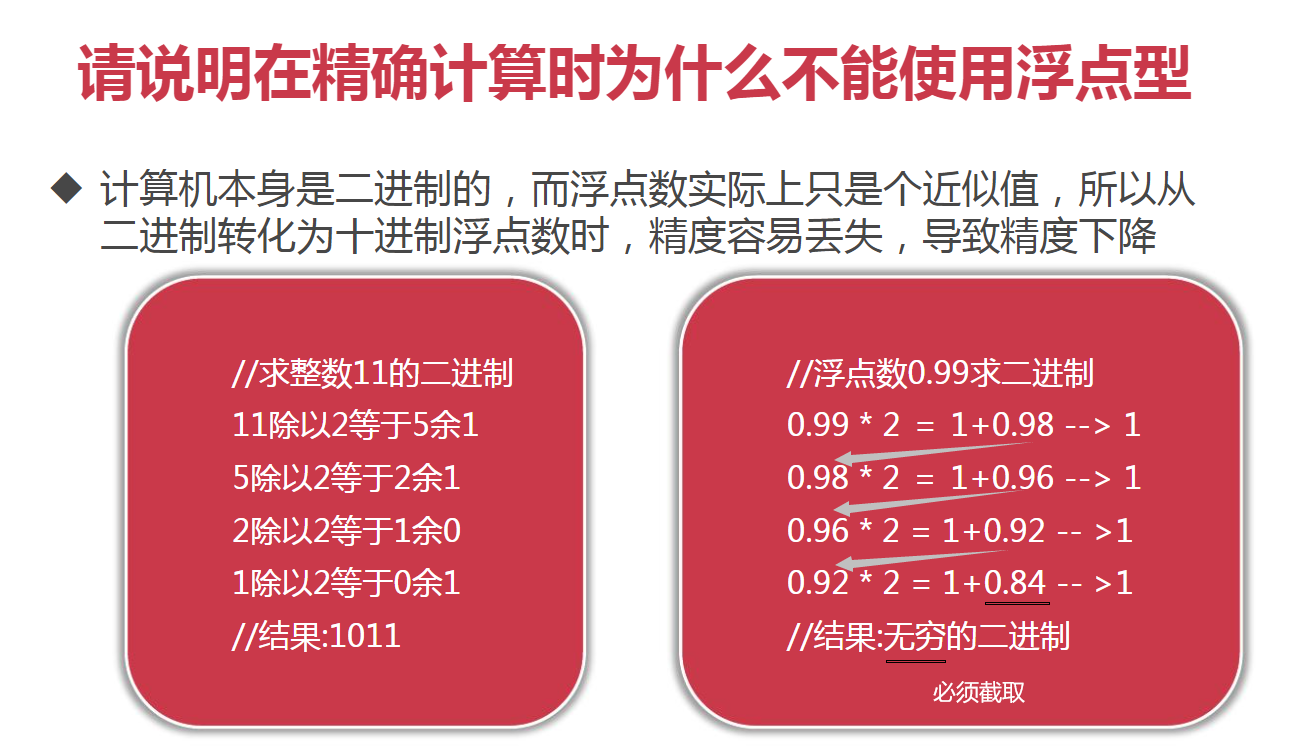 请说明在精确计算时为什么不能使用浮点型
◆ 计算机本身是二进制的，而浮点数实际上只是个近似值，所以从
二进制转化为十进制浮点数时，精度容易丢失，导致精度下降
//求整数11的二进制
11除以2等于5余1
5除以2等于2余1
2除以2等于1余0
1除以2等于0余1
//结果:1011
//浮点数0.99求二进制
0.99 * 2 = 1+0.98 --> 1
0.98 * 2 = 1+0.96 --> 1
0.96 * 2 = 1+0.92 -- >1
0.92 * 2 = 1+0.84 -- >1
//结果:无穷的二进制
必须截取